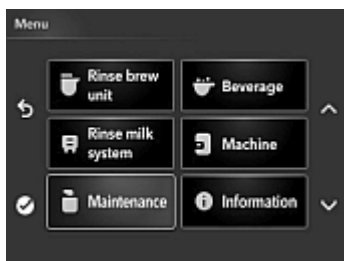 Menu
Rinse brew
unit
Beverage
Rinse milk
system
Machine
Maintenance
Information